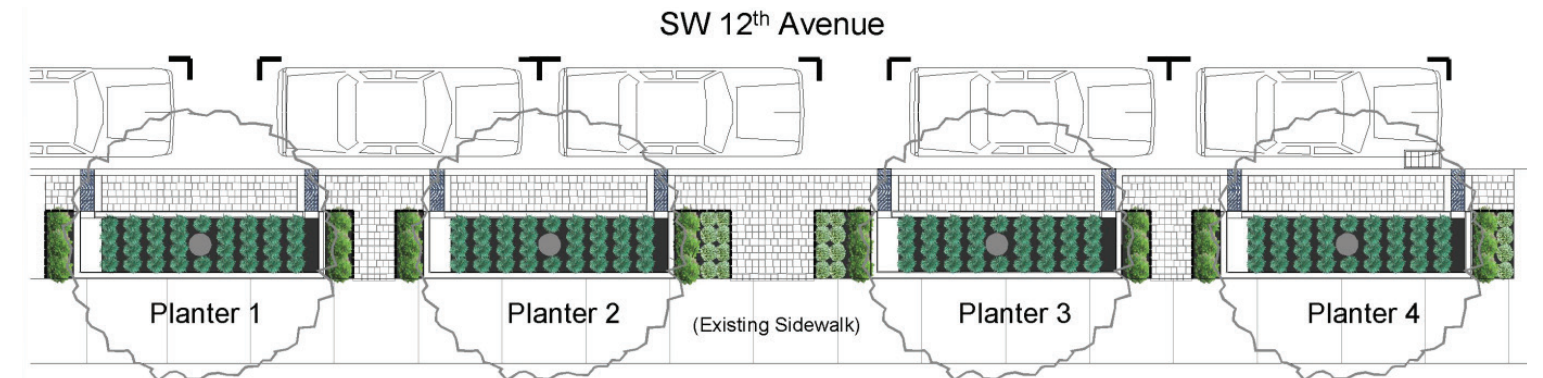 SW 12th Avenue
Planter 1
Planter 2
(Existing Sidewalk)
Planter 3
Planter 4